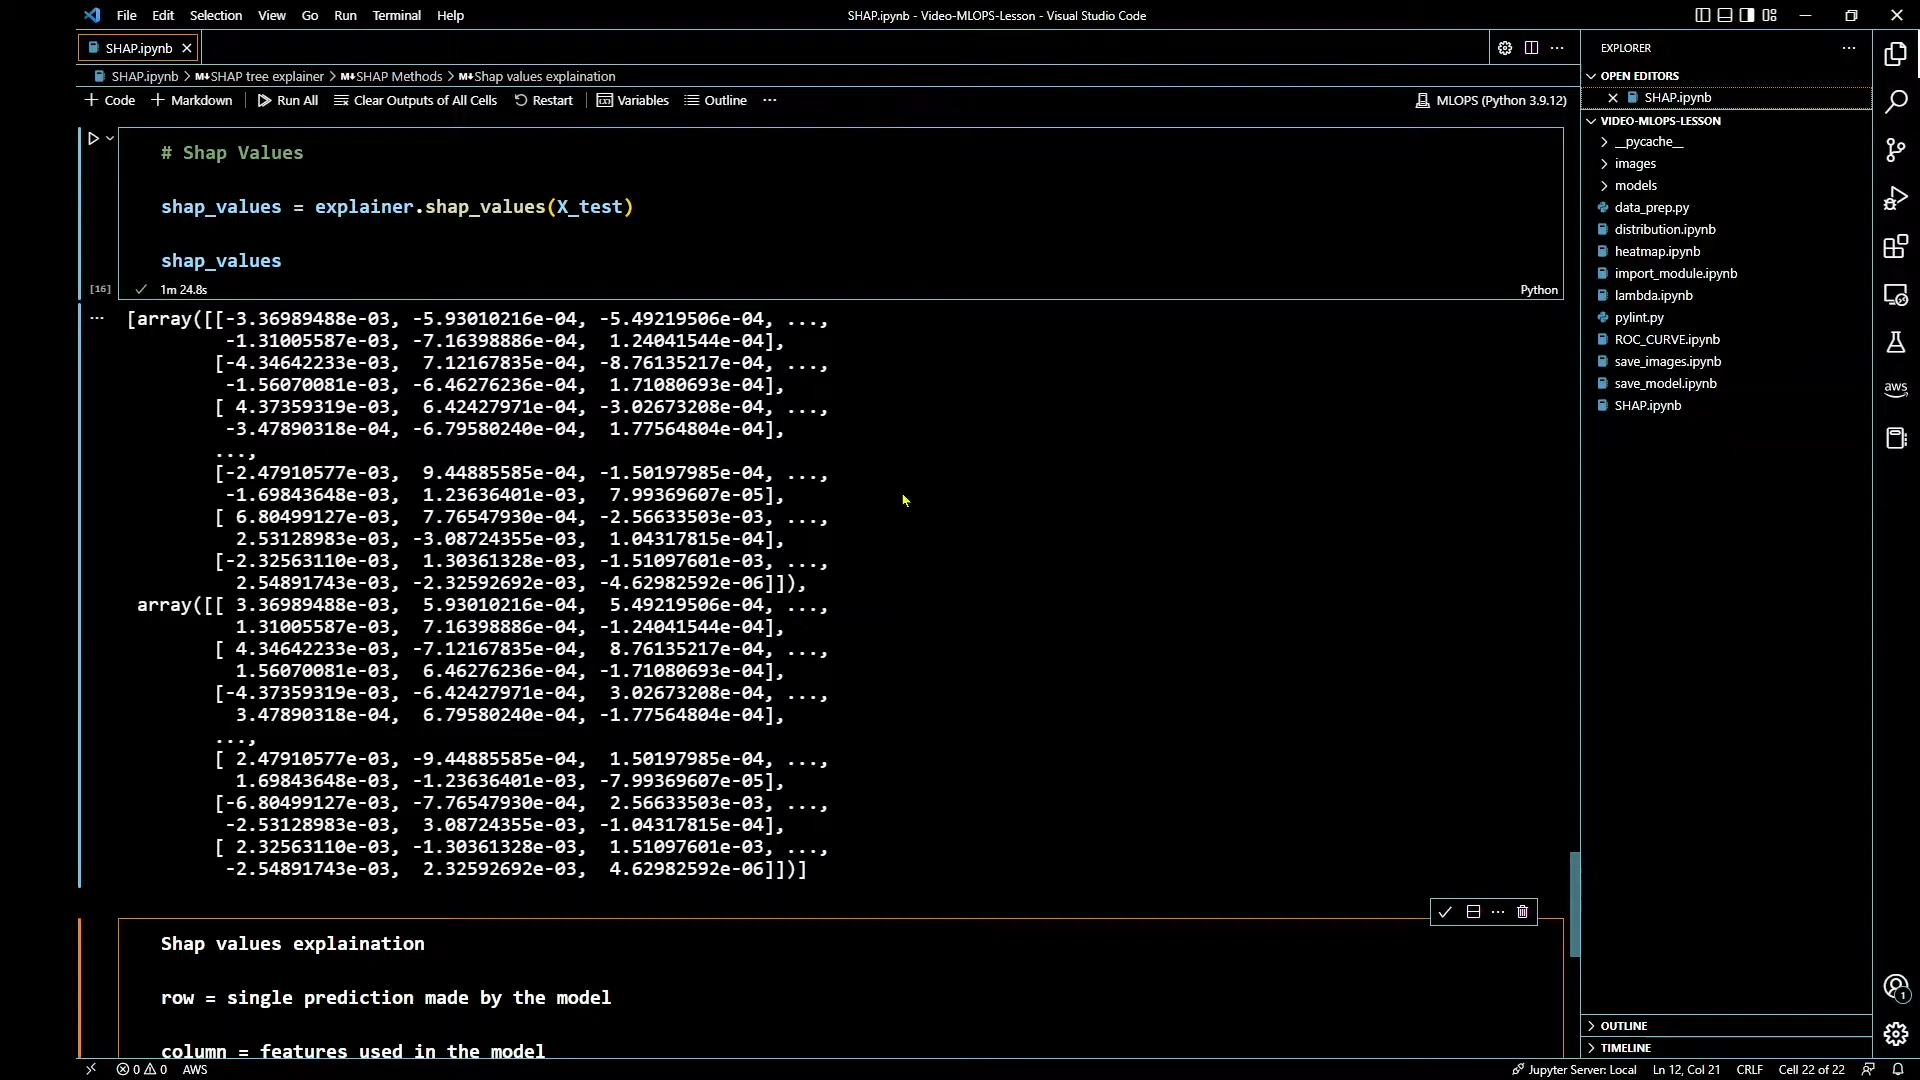 File Edit Selection View Go Run Terminal Help
SHAP.ipynb - Video-MLOPS-Lesson - Visual Studio Code
SHAP.ipynb
SHAP.ipynb > M↓SHAP tree explainer > M↓SHAP Methods > M↓Shap values explaination
Code Markdown Run All Clear Outputs of All Cells Restart Variables Outline ...
MLOPS (Python 3.9.12)
# Shap Values
shap_values = explainer.shap_values(X_test)
shap_values
[16] 1m 24.8s
Python
[array([[-3.36989488e-03, -5.93010216e-04, -5.49219506e-04, ...,
-1.31005587e-03, -7.16398886e-04, 1.24041544e-04],
[-4.34642233e-03, 7.12167835e-04, -8.76135217e-04, ...,
-1.56070081e-03, -6.46276236e-04, 1.71080693e-04],
[ 4.37359319e-03, 6.42427971e-04, -3.02673208e-04, ...,
-3.47890318e-04, -6.79580240e-04, 1.77564804e-04],
...,
[-2.47910577e-03, 9.44885585e-04, -1.50197985e-04, ...,
-1.69843648e-03, 1.23636401e-03, 7.99369607e-05],
[ 6.80499127e-03, 7.76547930e-04, -2.56633503e-03, ...,
2.53128983e-03, -3.08724355e-03, 1.04317815e-04],
[-2.32563110e-03, 1.30361328e-03, -1.51097601e-03, ...,
2.54891743e-03, -2.32592692e-03, -4.62982592e-06]]),
array([[ 3.36989488e-03, 5.93010216e-04, 5.49219506e-04, ...,
1.31005587e-03, 7.16398886e-04, -1.24041544e-04],
[ 4.34642233e-03, -7.12167835e-04, 8.76135217e-04, ...,
1.56070081e-03, 6.46276236e-04, -1.71080693e-04],
[-4.37359319e-03, -6.42427971e-04, 3.02673208e-04, ...,
3.47890318e-04, 6.79580240e-04, -1.77564804e-04],
...,
[ 2.47910577e-03, -9.44885585e-04, 1.50197985e-04, ...,
1.69843648e-03, -1.23636401e-03, -7.99369607e-05],
[-6.80499127e-03, -7.76547930e-04, 2.56633503e-03, ...,
-2.53128983e-03, 3.08724355e-03, -1.04317815e-04],
[ 2.32563110e-03, -1.30361328e-03, 1.51097601e-03, ...,
-2.54891743e-03, 2.32592692e-03, 4.62982592e-06]])]
Shap values explaination
row = single prediction made by the model
column = features used in the model
EXPLORER
OPEN EDITORS
SHAP.ipynb
VIDEO-MLOPS-LESSON
__pycache__
images
models
data_prep.py
distribution.ipynb
heatmap.ipynb
import_module.ipynb
lambda.ipynb
pylint.py
ROC_CURVE.ipynb
save_images.ipynb
save_model.ipynb
SHAP.ipynb
OUTLINE
TIMELINE
aws
1
0 0 AWS
Jupyter Server: Local Ln 12, Col 21 CRLF Cell 22 of 22